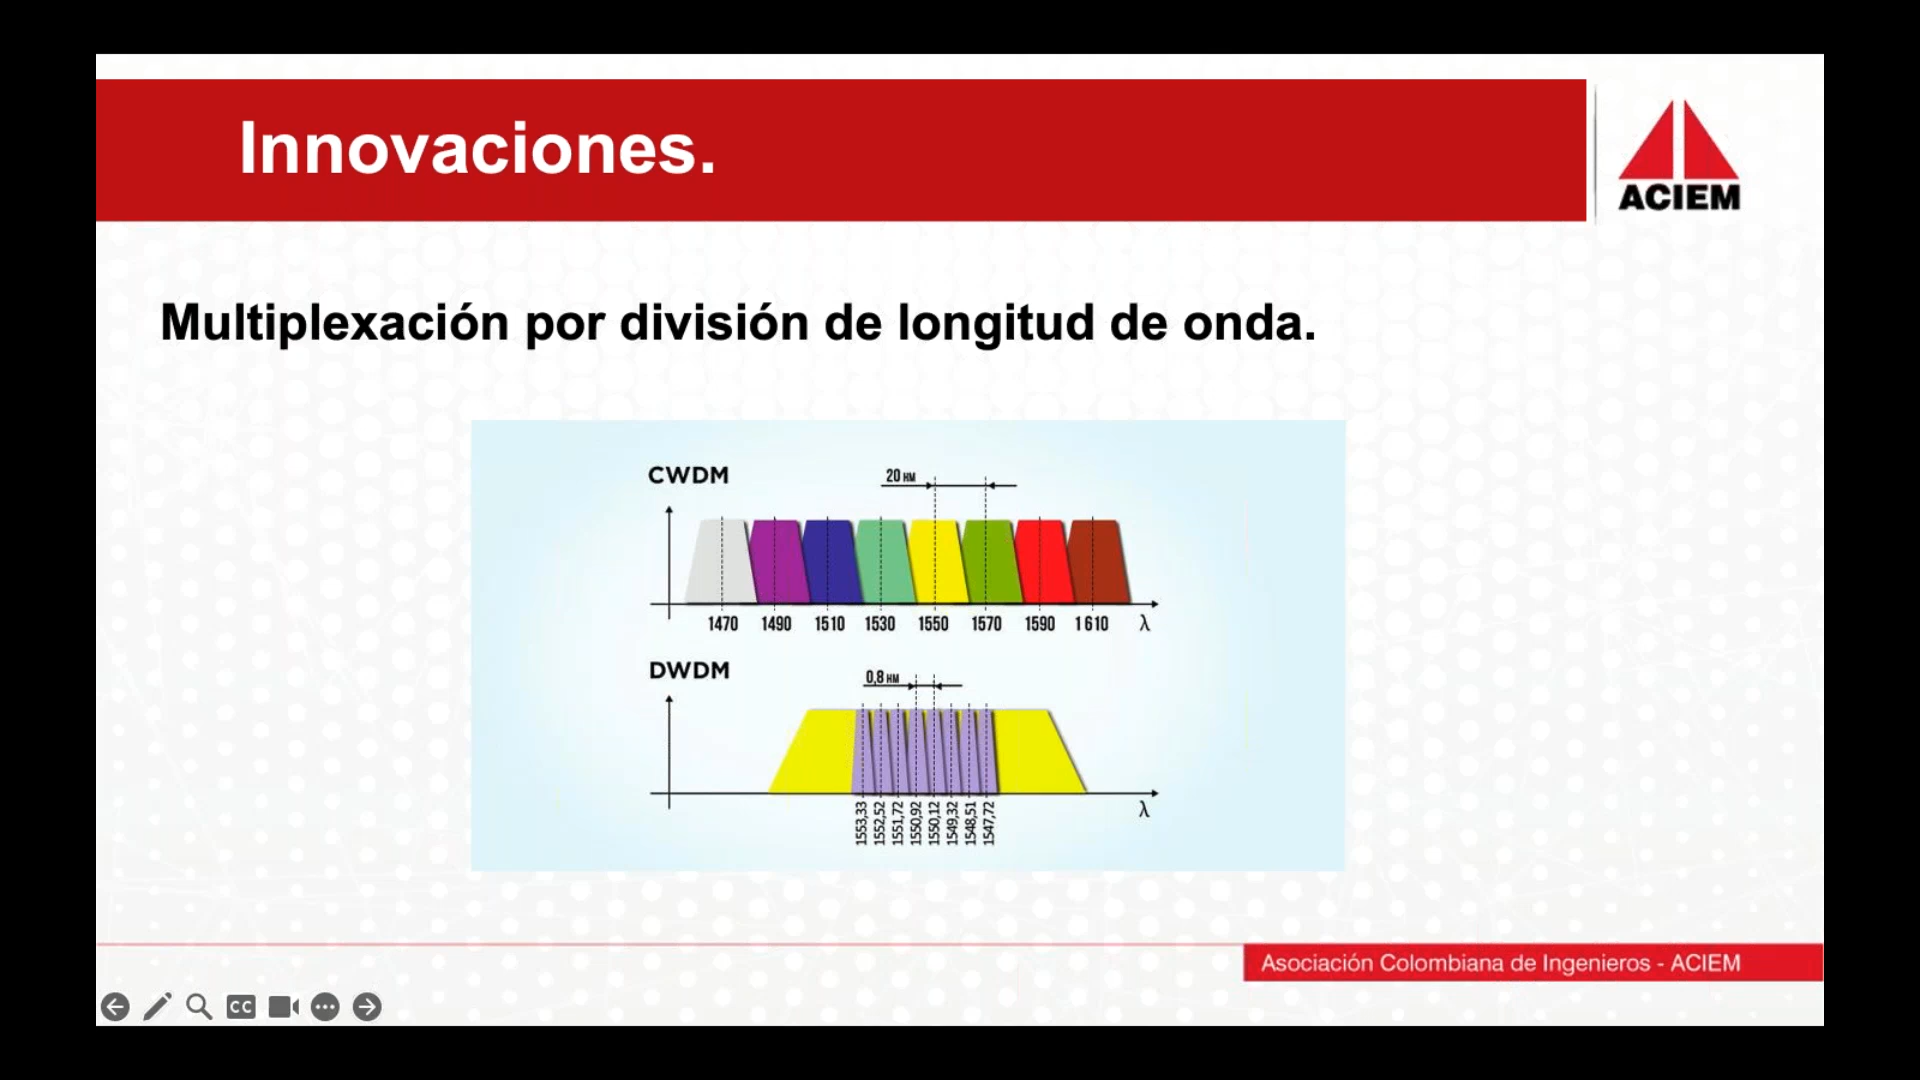 Innovaciones.
ACIEM
Multiplexación por división de longitud de onda.
CWDM
20 нм
1470 1490 1510 1530 1550 1570 1590 1610 λ
DWDM
0,8 нм
1553,33 1552,52 1551,72 1550,92 1550,12 1549,32 1548,51 1547,72 λ
Asociación Colombiana de Ingenieros - ACIEM
CC